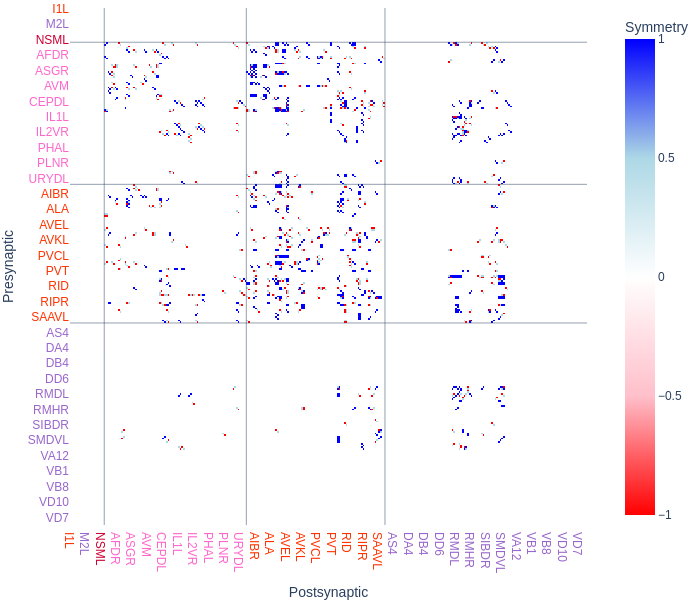 I1L
M2L
NSML
AFDR
ASGR
AVM
CEPDL
IL1L
IL2VR
PHAL
PLNR
URYDL
AIBR
ALA
AVEL
AVKL
PVCL
PVT
RID
RIPR
SAAVL
AS4
DA4
DB4
DD6
RMDL
RMHR
SIBDR
SMDVL
VA12
VB1
VB8
VD10
VD7
Presynaptic
I1L
M2L
NSML
AFDR
ASGR
AVM
CEPDL
IL1L
IL2VR
PHAL
PLNR
URYDL
AIBR
ALA
AVEL
AVKL
PVCL
PVT
RID
RIPR
SAAVL
AS4
DA4
DB4
DD6
RMDL
RMHR
SIBDR
SMDVL
VA12
VB1
VB8
VD10
VD7
Postsynaptic
Symmetry
1
0.5
0
−0.5
−1